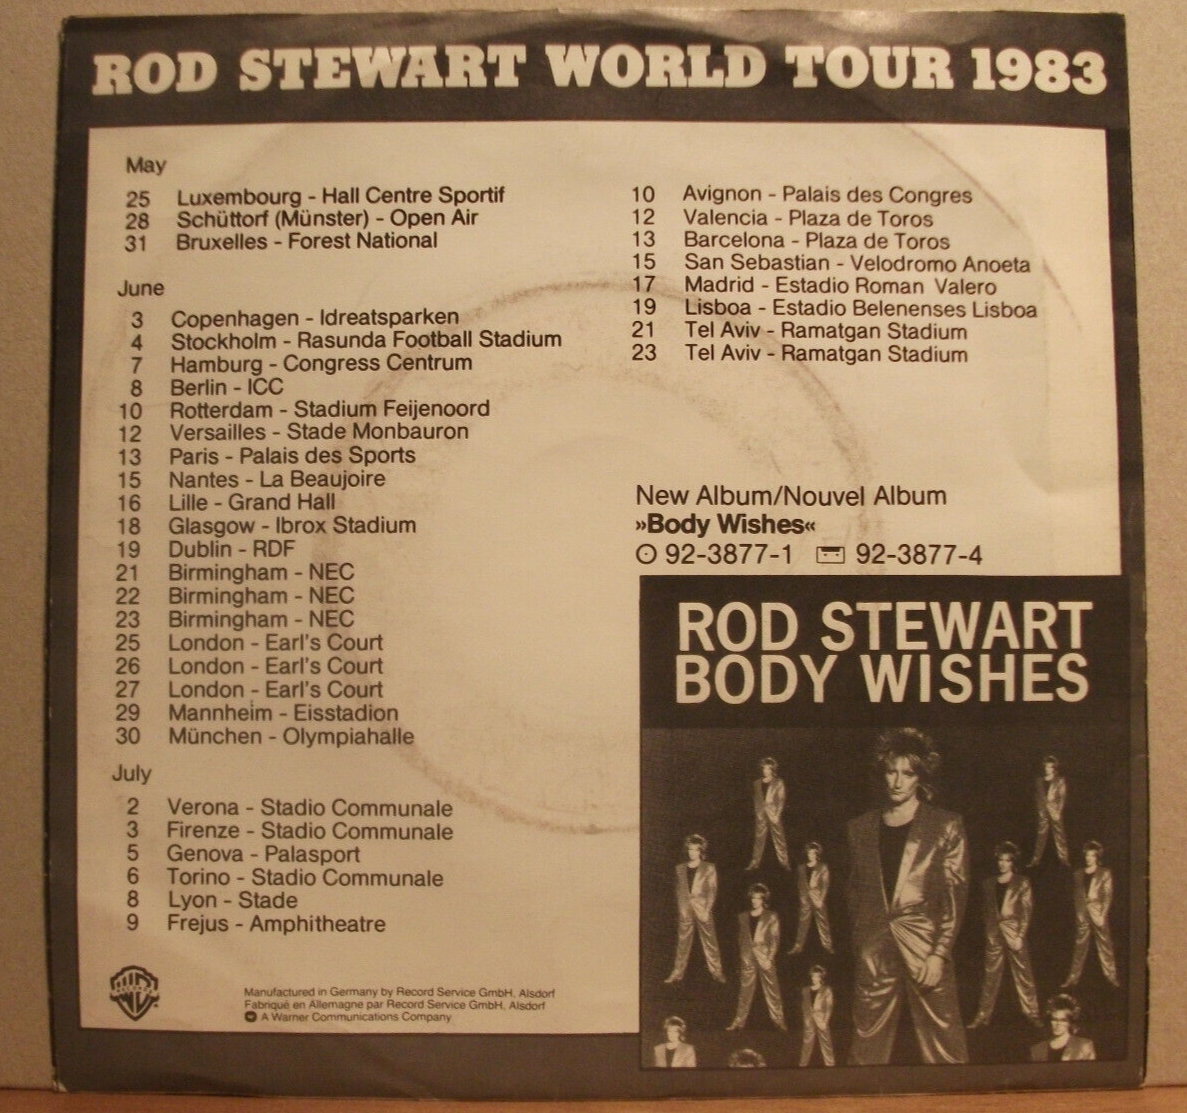 ROD STEWART WORLD TOUR 1983
May
25 Luxembourg - Hall Centre Sportif
28 Schüttorf (Münster) - Open Air
31 Bruxelles - Forest National
June
3 Copenhagen - Idreatsparken
4 Stockholm - Rasunda Football Stadium
7 Hamburg - Congress Centrum
8 Berlin - ICC
10 Rotterdam - Stadium Feijenoord
12 Versailles - Stade Monbauron
13 Paris - Palais des Sports
15 Nantes - La Beaujoire
16 Lille - Grand Hall
18 Glasgow - Ibrox Stadium
19 Dublin - RDF
21 Birmingham - NEC
22 Birmingham - NEC
23 Birmingham - NEC
25 London - Earl's Court
26 London - Earl's Court
27 London - Earl's Court
29 Mannheim - Eisstadion
30 München - Olympiahalle
July
2 Verona - Stadio Communale
3 Firenze - Stadio Communale
5 Genova - Palasport
6 Torino - Stadio Communale
8 Lyon - Stade
9 Frejus - Amphitheatre
10 Avignon - Palais des Congres
12 Valencia - Plaza de Toros
13 Barcelona - Plaza de Toros
15 San Sebastian - Velodromo Anoeta
17 Madrid - Estadio Roman Valero
19 Lisboa - Estadio Belenenses Lisboa
21 Tel Aviv - Ramatgan Stadium
23 Tel Aviv - Ramatgan Stadium
New Album/Nouvel Album
»Body Wishes«
92-3877-1 92-3877-4
ROD STEWART
BODY WISHES
Manufactured in Germany by Record Service GmbH, Alsdorf
Fabriqué en Allemagne par Record Service GmbH, Alsdorf
A Warner Communications Company